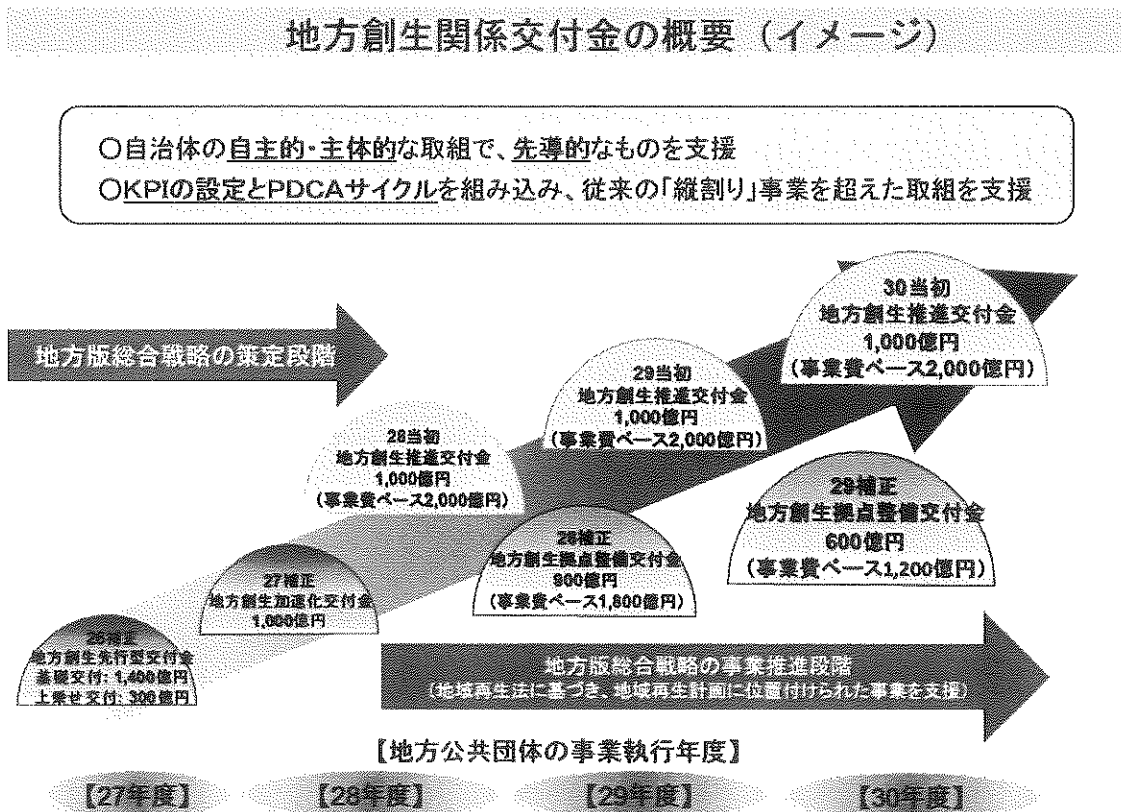 地方創生関係交付金の概要（イメージ）
○自治体の自主的・主体的な取組で、先導的なものを支援
○KPIの設定とPDCAサイクルを組み込み、従来の「縦割り」事業を超えた取組を支援
地方版総合戦略の策定段階
30当初
地方創生推進交付金
1,000億円
(事業費ベース2,000億円)
29当初
地方創生推進交付金
1,000億円
(事業費ベース2,000億円)
28当初
地方創生推進交付金
1,000億円
(事業費ベース2,000億円)
29補正
地方創生拠点整備交付金
600億円
(事業費ベース1,200億円)
28補正
地方創生拠点整備交付金
900億円
(事業費ベース1,800億円)
27補正
地方創生加速化交付金
1,000億円
補正
地方創生先行型交付金
基礎交付: 1,400億円
上乗せ交付: 300億円
地方版総合戦略の事業推進段階
(地域再生法に基づき、地域再生計画に位置付けられた事業を支援)
【地方公共団体の事業執行年度】
【27年度】
【28年度】
【29年度】
【30年度】